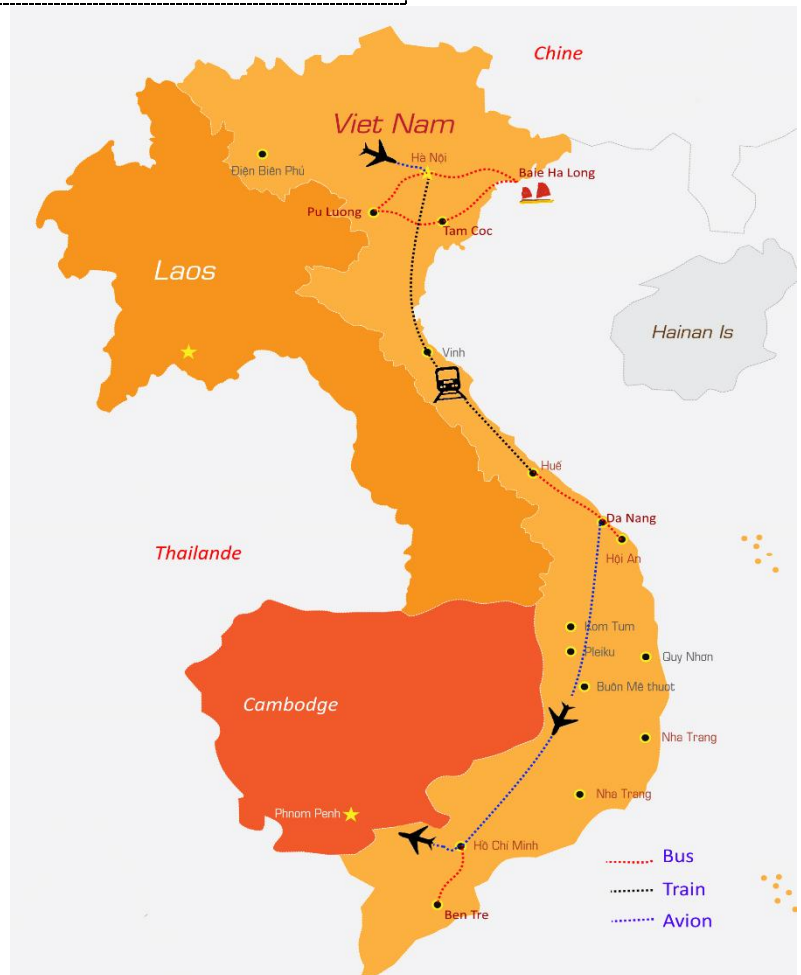 Chine
Viet Nam
Hà Nội
Điện Biên Phủ
Baie Ha Long
Pu Luong
Tam Coc
Laos
Hainan Is
Vinh
Huế
Da Nang
Thailande
Hội An
Kom Tum
Pleiku
Quy Nhơn
Buôn Mê thuot
Cambodge
Nha Trang
Nha Trang
Phnom Penh
Hồ Chí Minh
Bus
Train
Ben Tre
Avion